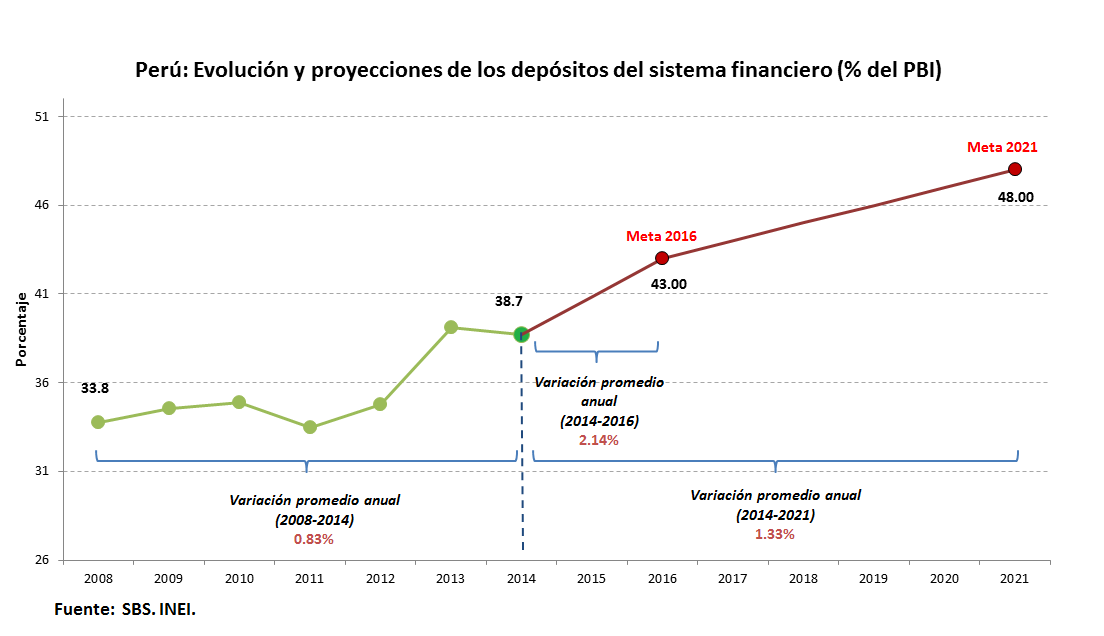 Perú: Evolución y proyecciones de los depósitos del sistema financiero (% del PBI)
51
46
41
36
31
26
Porcentaje
Meta 2021
48.00
Meta 2016
43.00
38.7
33.8
Variación promedio
anual
(2014-2016)
2.14%
Variación promedio anual
(2008-2014)
0.83%
Variación promedio anual
(2014-2021)
1.33%
2008 2009 2010 2011 2012 2013 2014 2015 2016 2017 2018 2019 2020 2021
Fuente: SBS. INEI.